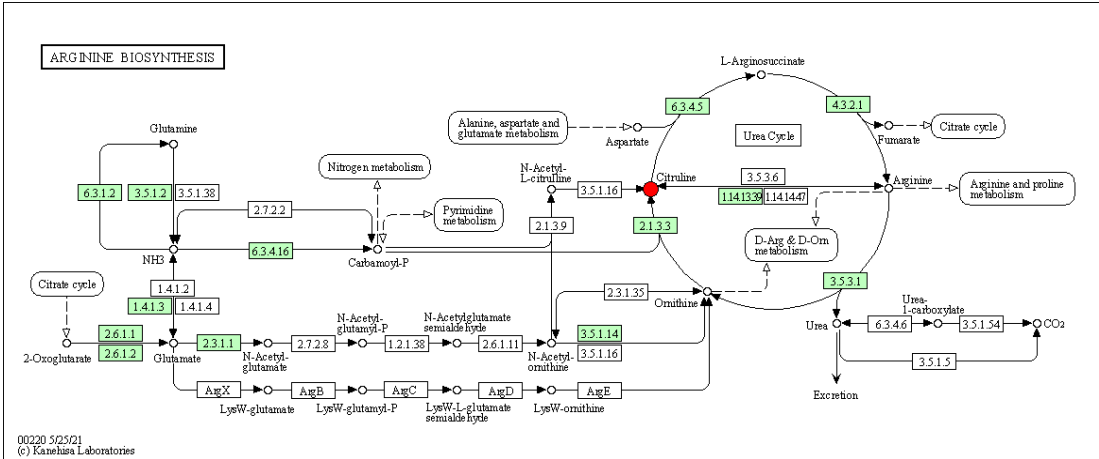 ARGININE BIOSYNTHESIS
L-Arginosuccinate
6.3.4.5
4.3.2.1
Alanine, aspartate and
glutamate metabolism
Aspartate
Urea Cycle
Fumarate
Citrate cycle
Glutamine
Nitrogen metabolism
N-Acetyl-
L-citrulline
Citruline
3.5.3.6
Arginine
Arginine and proline
metabolism
6.3.1.2
3.5.1.2
3.5.1.38
3.5.1.16
1.14.13.39
1.14.14.47
2.7.2.2
Pyrimidine
metabolism
2.1.3.9
2.1.3.3
D-Arg & D-Orn
metabolism
NH3
6.3.4.16
Carbamoyl-P
Citrate cycle
1.4.1.2
1.4.1.3
1.4.1.4
2.3.1.35
Ornithine
3.5.3.1
Urea-
1-carboxylate
N-Acetyl-
glutamyl-P
N-Acetylglutamate
semialdehyde
Urea
6.3.4.6
3.5.1.54
CO2
2-Oxoglutarate
2.6.1.1
2.6.1.2
Glutamate
2.3.1.1
N-Acetyl-
glutamate
2.7.2.8
1.2.1.38
2.6.1.11
N-Acetyl-
ornithine
3.5.1.14
3.5.1.16
3.5.1.5
ArgX
ArgB
ArgC
ArgD
ArgE
Excretion
LysW-glutamate
LysW-glutamyl-P
LysW-L-glutamate
semialdehyde
LysW-ornithine
00220 5/25/21
(c) Kanehisa Laboratories